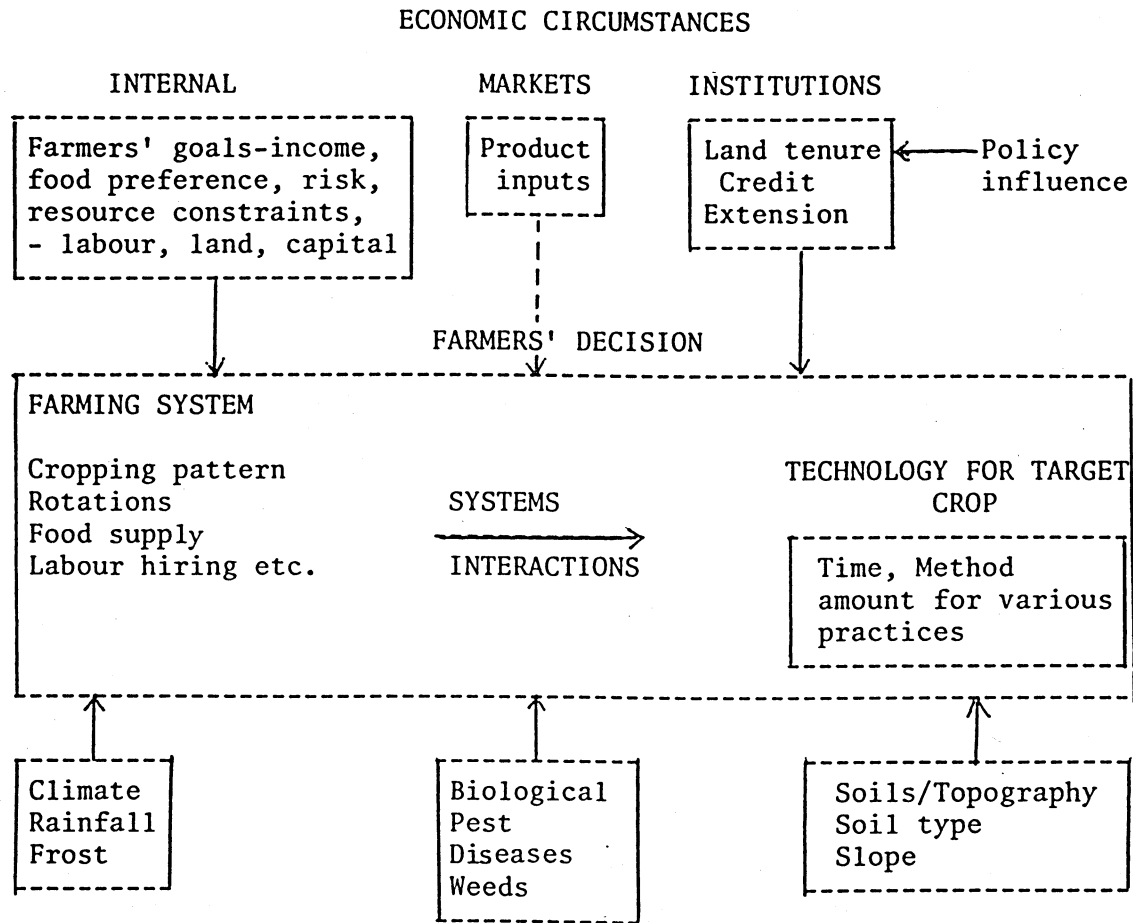 ECONOMIC CIRCUMSTANCES
INTERNAL
Farmers' goals-income,
food preference, risk,
resource constraints,
- labour, land, capital
MARKETS
Product
inputs
INSTITUTIONS
Land tenure
Credit
Extension
Policy
influence
FARMERS' DECISION
FARMING SYSTEM
Cropping pattern
Rotations
Food supply
Labour hiring etc.
SYSTEMS
INTERACTIONS
TECHNOLOGY FOR TARGET
CROP
Time, Method
amount for various
practices
Climate
Rainfall
Frost
Biological
Pest
Diseases
Weeds
Soils/Topography
Soil type
Slope